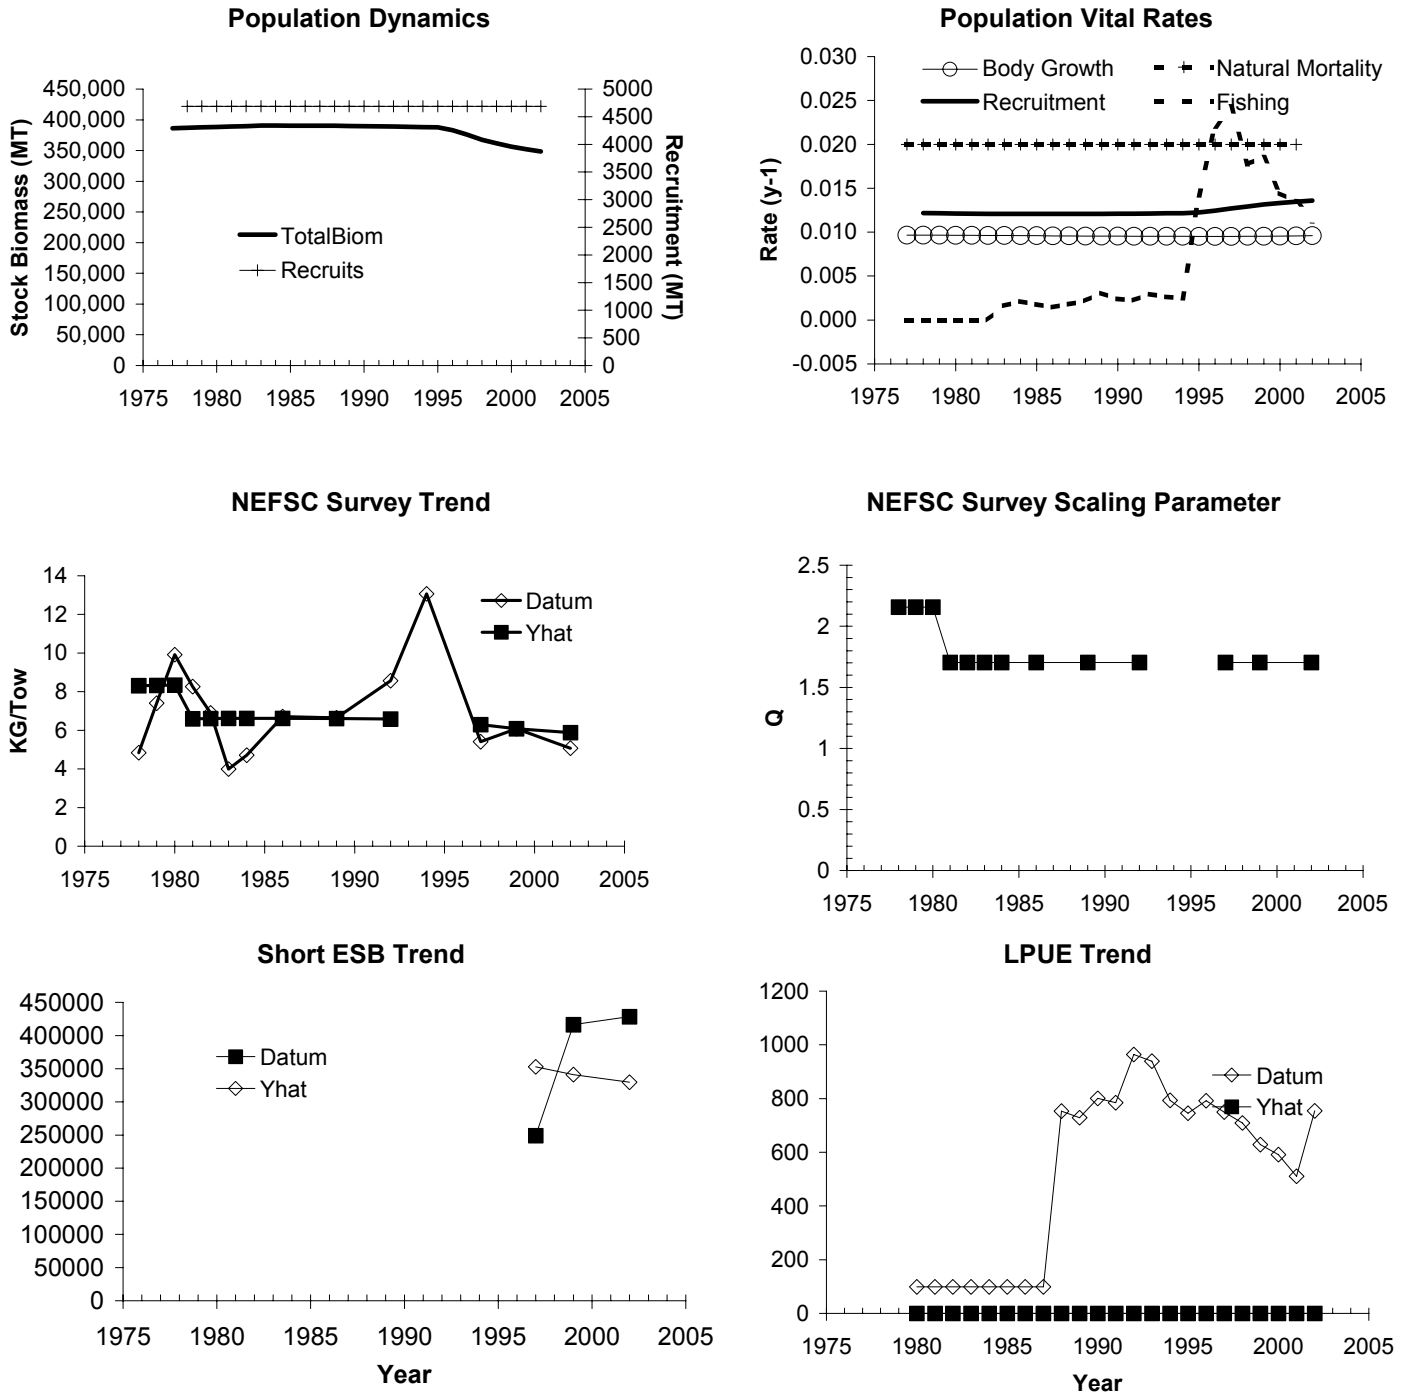 Population Dynamics
450,000
400,000
350,000
300,000
250,000
200,000
150,000
100,000
50,000
0
Stock Biomass (MT)
5000
4500
4000
3500
3000
2500
2000
1500
1000
500
0
Recruitment (MT)
TotalBiom
Recruits
1975 1980 1985 1990 1995 2000 2005
Population Vital Rates
0.030
0.025
0.020
0.015
0.010
0.005
0.000
-0.005
Rate (y-1)
Body Growth
Natural Mortality
Recruitment
Fishing
1975 1980 1985 1990 1995 2000 2005
NEFSC Survey Trend
14
12
10
8
6
4
2
0
KG/Tow
Datum
Yhat
1975 1980 1985 1990 1995 2000 2005
NEFSC Survey Scaling Parameter
2.5
2
1.5
1
0.5
0
Q
1975 1980 1985 1990 1995 2000 2005
Short ESB Trend
450000
400000
350000
300000
250000
200000
150000
100000
50000
0
Datum
Yhat
1975 1980 1985 1990 1995 2000 2005
Year
LPUE Trend
1200
1000
800
600
400
200
0
Datum
Yhat
1975 1980 1985 1990 1995 2000 2005
Year